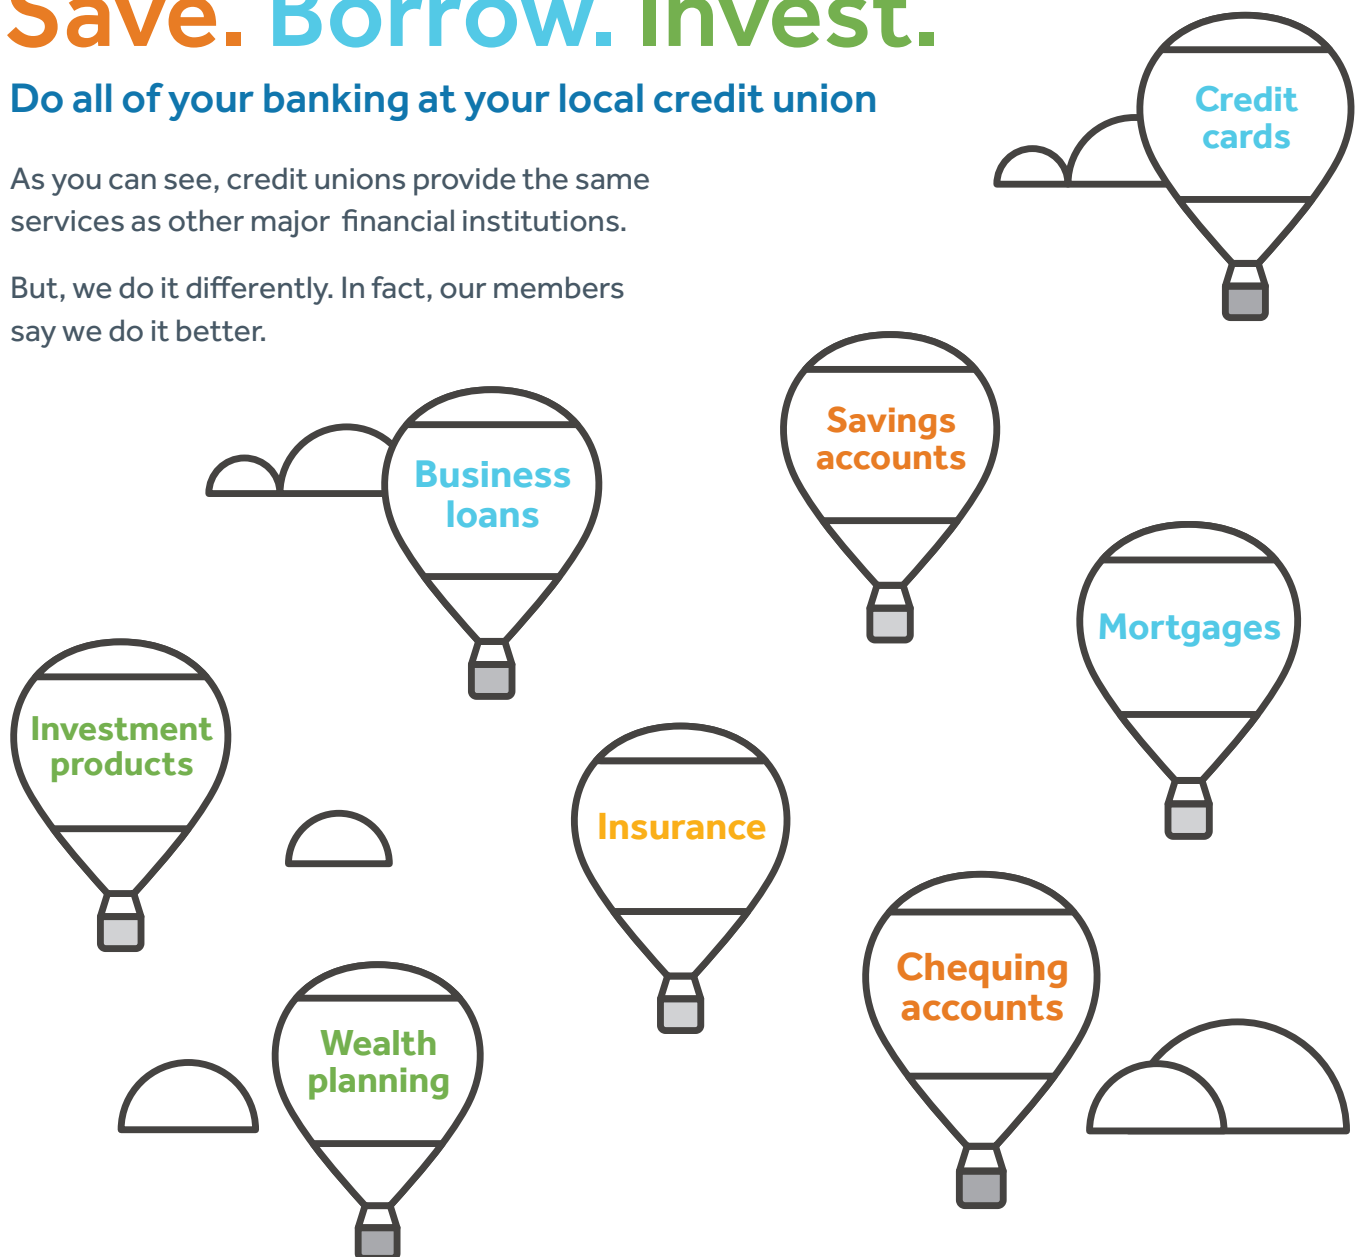 Save. Borrow. Invest.
Do all of your banking at your local credit union
As you can see, credit unions provide the same
services as other major financial institutions.
But, we do it differently. In fact, our members
say we do it better.
Credit
cards
Savings
accounts
Business
loans
Mortgages
Investment
products
Insurance
Chequing
accounts
Wealth
planning